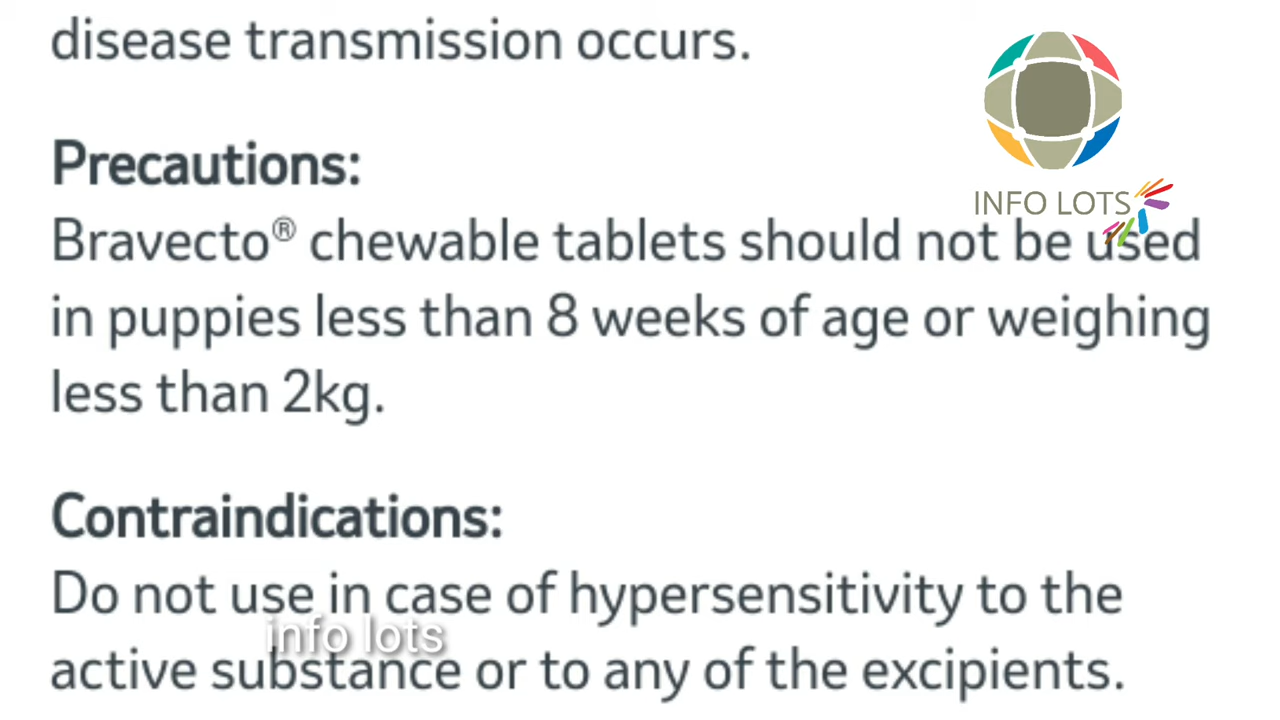 disease transmission occurs.
INFO LOTS
Precautions:
Bravecto® chewable tablets should not be used
in puppies less than 8 weeks of age or weighing
less than 2kg.
Contraindications:
Do not use in case of hypersensitivity to the
info lots
active substance or to any of the excipients.